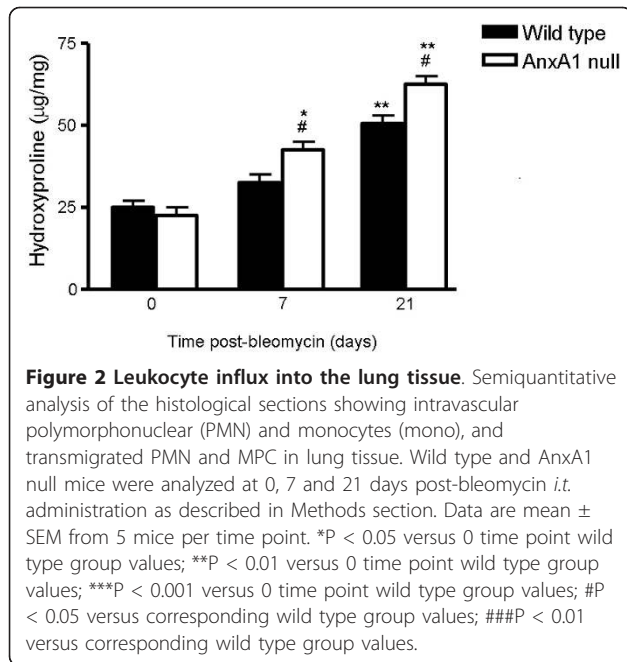 Wild type
AnxA1 null
75
50
25
0
Hydroxyproline (µg/mg)
*
#
**
**
#
0 7 21
Time post-bleomycin (days)
Figure 2 Leukocyte influx into the lung tissue. Semiquantitative
analysis of the histological sections showing intravascular
polymorphonuclear (PMN) and monocytes (mono), and
transmigrated PMN and MPC in lung tissue. Wild type and AnxA1
null mice were analyzed at 0, 7 and 21 days post-bleomycin i.t.
administration as described in Methods section. Data are mean ±
SEM from 5 mice per time point. *P < 0.05 versus 0 time point wild
type group values; **P < 0.01 versus 0 time point wild type group
values; ***P < 0.001 versus 0 time point wild type group values; #P
< 0.05 versus corresponding wild type group values; ###P < 0.01
versus corresponding wild type group values.